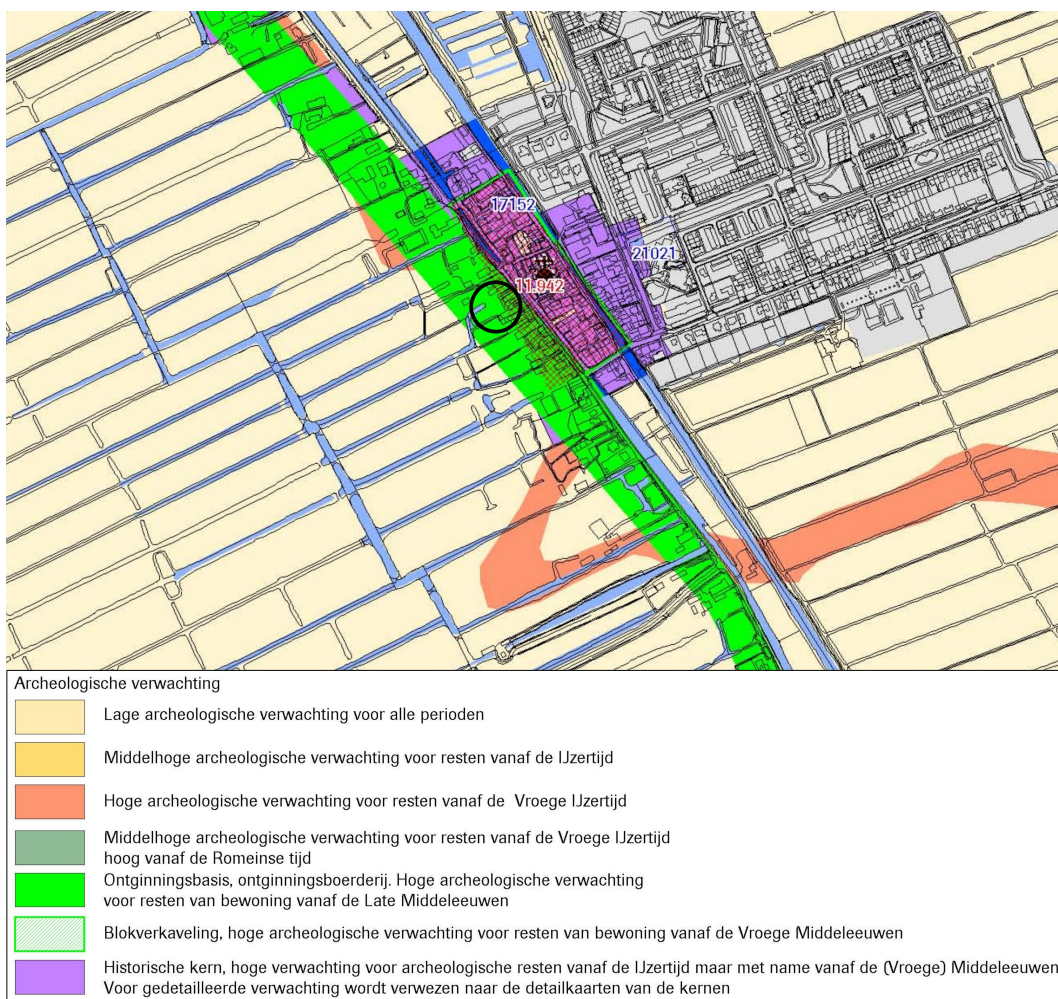 17152
21021
11.942
Archeologische verwachting
Lage archeologische verwachting voor alle perioden
Middelhoge archeologische verwachting voor resten vanaf de IJzertijd
Hoge archeologische verwachting voor resten vanaf de Vroege IJzertijd
Middelhoge archeologische verwachting voor resten vanaf de Vroege IJzertijd
hoog vanaf de Romeinse tijd
Ontginningsbasis, ontginningsboerderij. Hoge archeologische verwachting
voor resten van bewoning vanaf de Late Middeleeuwen
Blokverkaveling, hoge archeologische verwachting voor resten van bewoning vanaf de Vroege Middeleeuwen
Historische kern, hoge verwachting voor archeologische resten vanaf de IJzertijd maar met name vanaf de (Vroege) Middeleeuwen
Voor gedetailleerde verwachting wordt verwezen naar de detailkaarten van de kernen